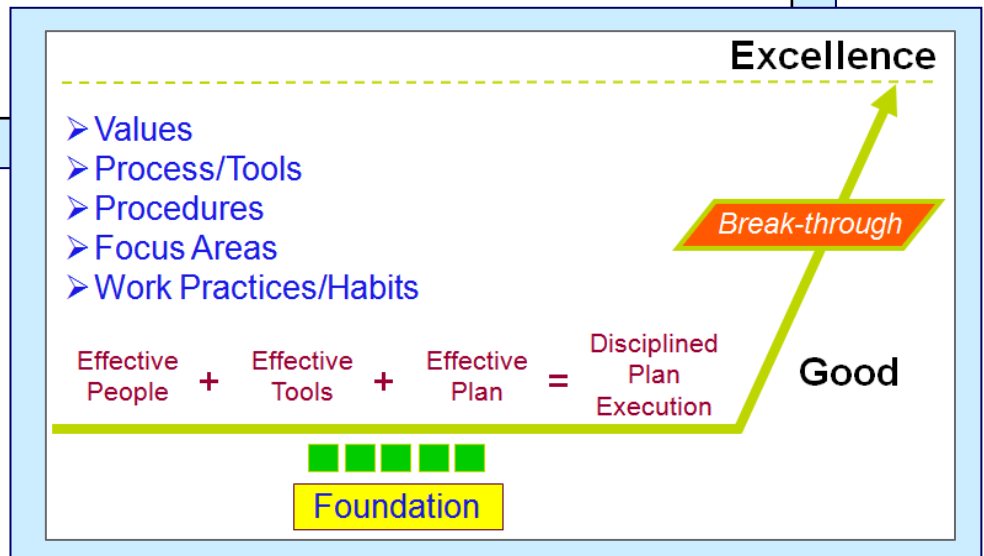 Excellence
➢ Values
➢ Process/Tools
➢ Procedures
➢ Focus Areas
➢ Work Practices/Habits
Break-through
Effective
People
+
Effective
Tools
+
Effective
Plan
=
Disciplined
Plan
Execution
Good
Foundation